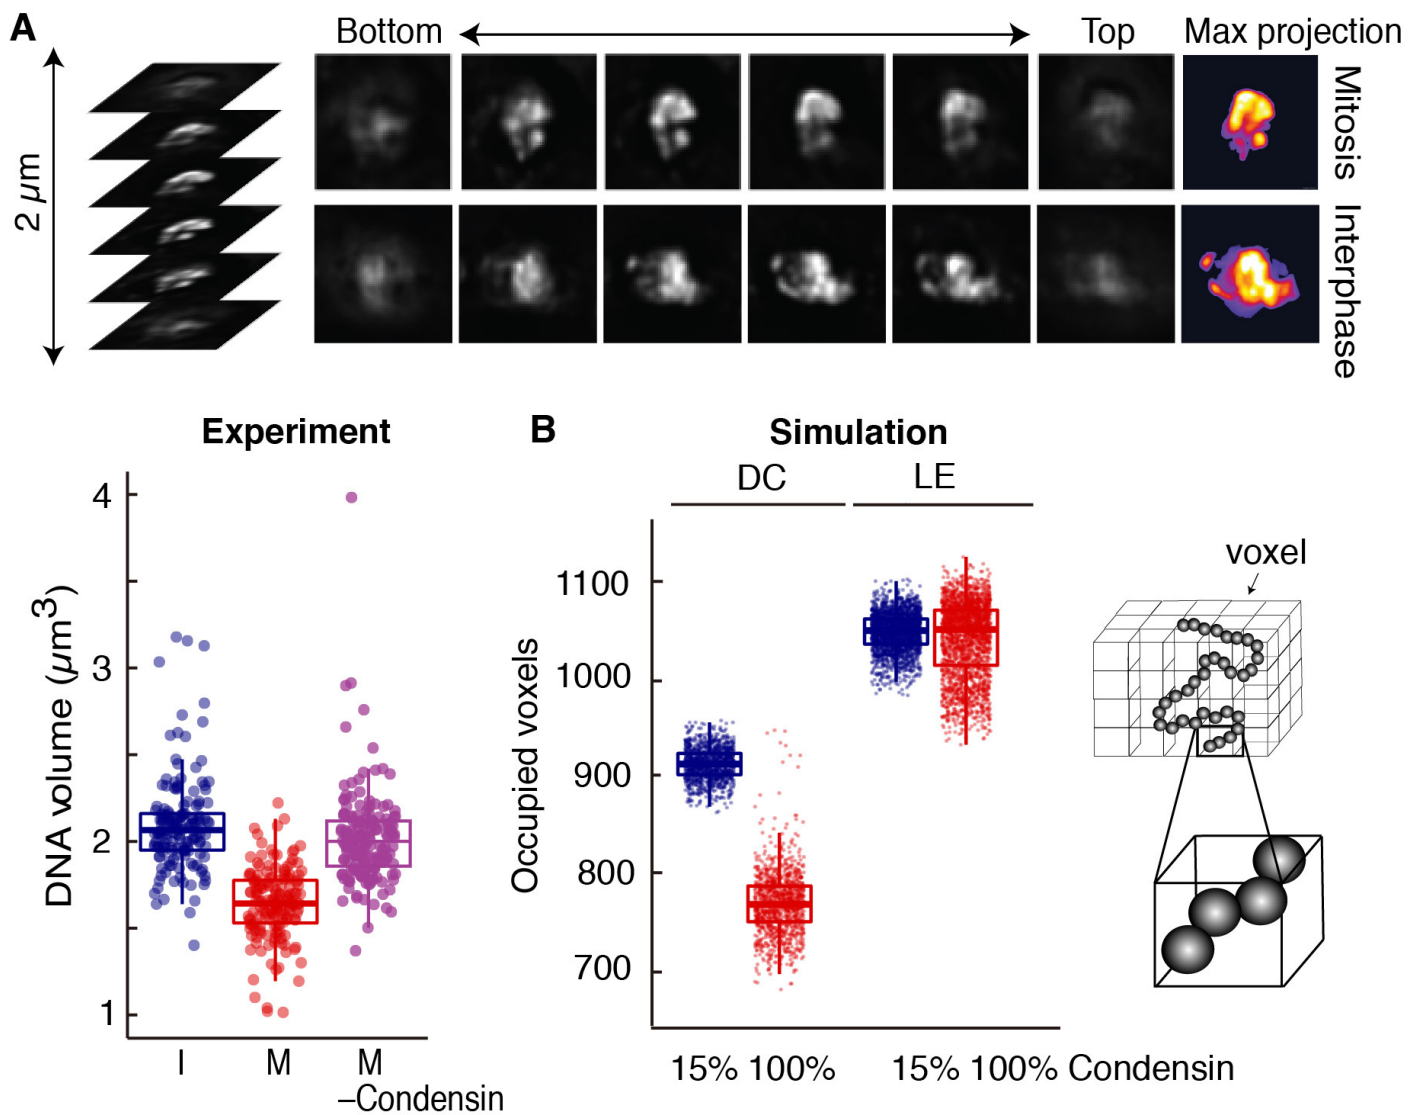 A
Bottom
Top
Max projection
2 µm
Mitosis
Interphase
Experiment
DNA volume (µm³)
4
3
2
1
I
M
M
–Condensin
B
Simulation
DC
LE
Occupied voxels
1100
1000
900
800
700
15% 100%
15% 100% Condensin
voxel